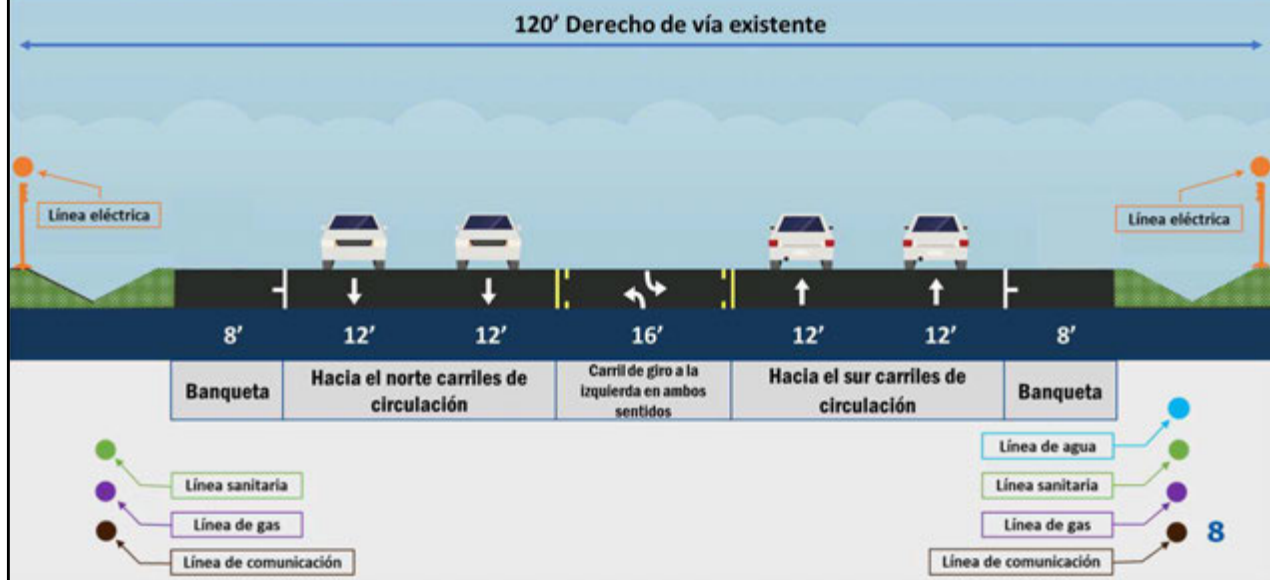 120’ Derecho de vía existente
Línea eléctrica
Línea eléctrica
8’ 12’ 12’ 16’ 12’ 12’ 8’
Banqueta
Hacia el norte carriles de
circulación
Carril de giro a la
izquierda en ambos
sentidos
Hacia el sur carriles de
circulación
Banqueta
Línea sanitaria
Línea de gas
Línea de comunicación
Línea de agua
Línea sanitaria
Línea de gas
Línea de comunicación
8